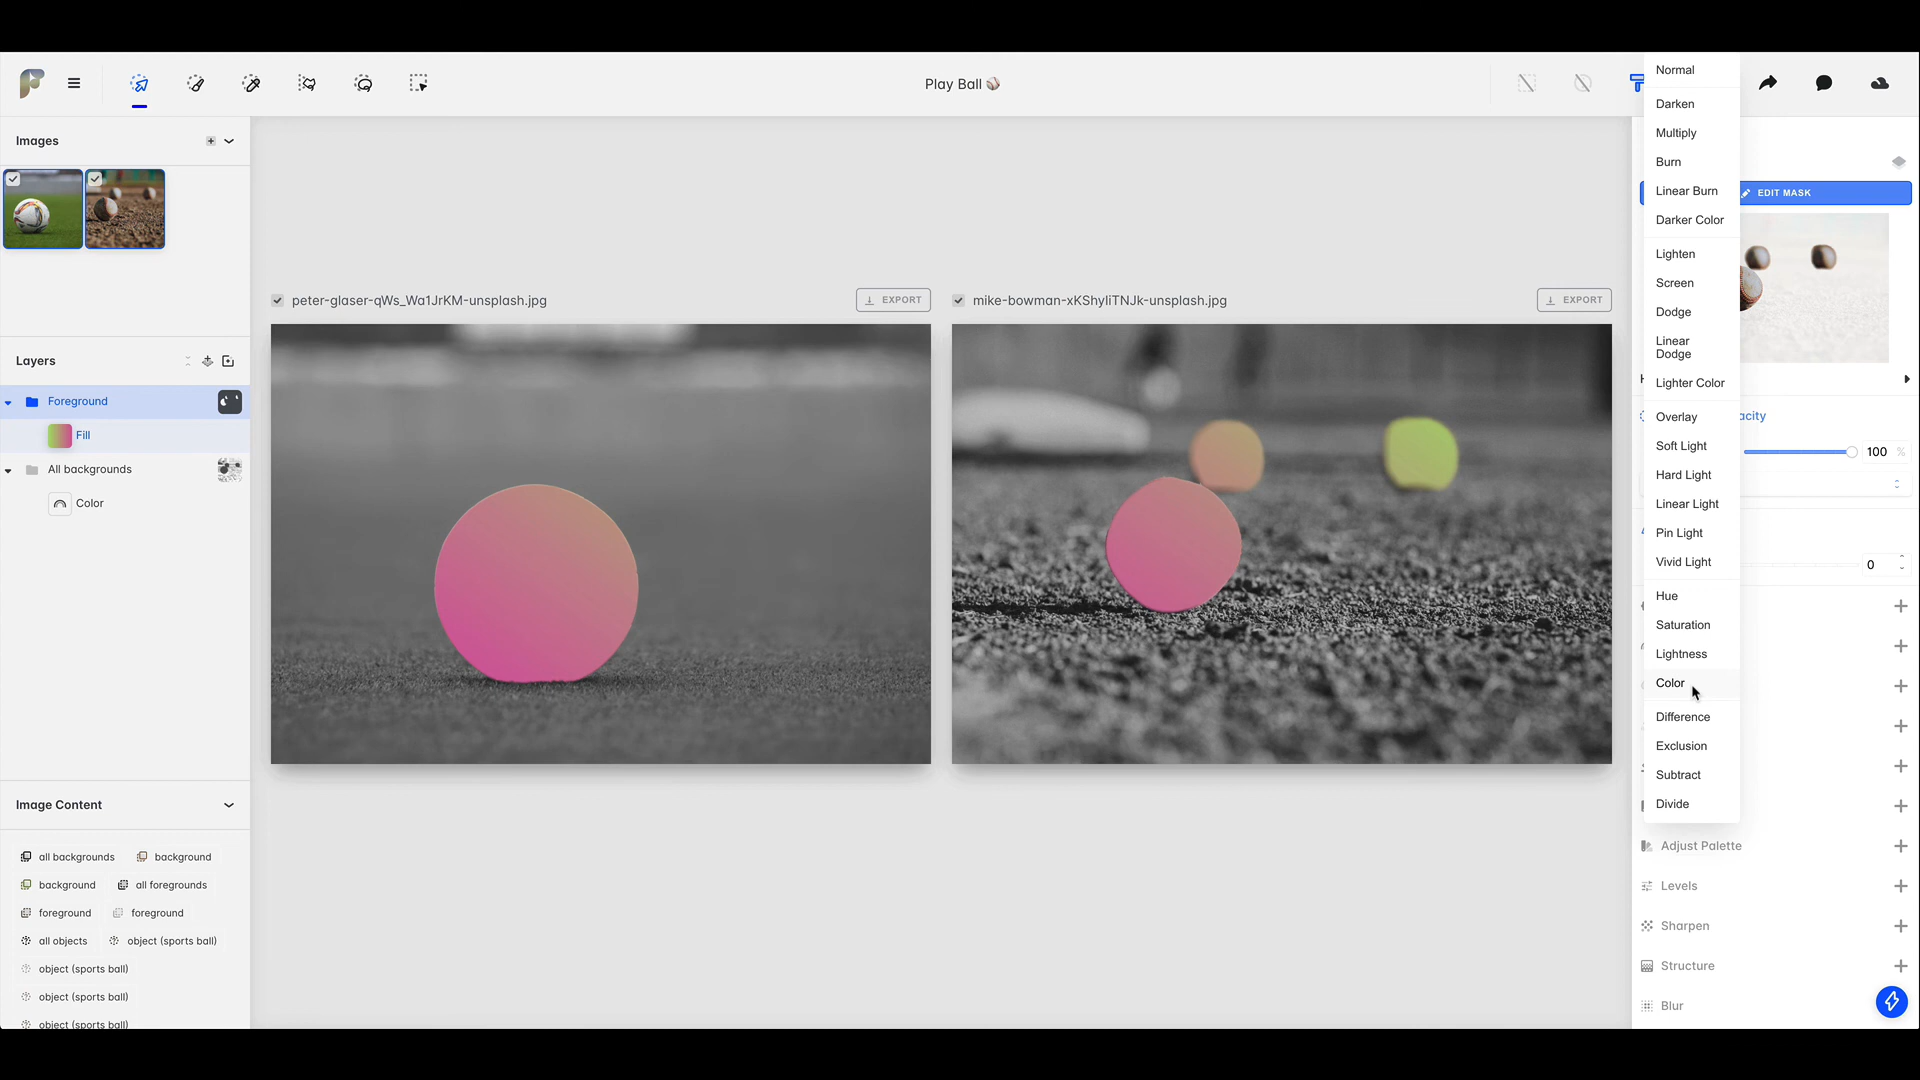 Play Ball
Images
Layers
Foreground
Fill
All backgrounds
Color
Image Content
all backgrounds
background
background
all foregrounds
foreground
foreground
all objects
object (sports ball)
object (sports ball)
object (sports ball)
object (sports ball)
peter-glaser-qWs_Wa1JrKM-unsplash.jpg
EXPORT
mike-bowman-xKShyIiTNJk-unsplash.jpg
EXPORT
Normal
Darken
Multiply
Burn
Linear Burn
Darker Color
Lighten
Screen
Dodge
Linear
Dodge
Lighter Color
Overlay
Soft Light
Hard Light
Linear Light
Pin Light
Vivid Light
Hue
Saturation
Lightness
Color
Difference
Exclusion
Subtract
Divide
EDIT MASK
acity
100 %
0
Adjust Palette
Levels
Sharpen
Structure
Blur